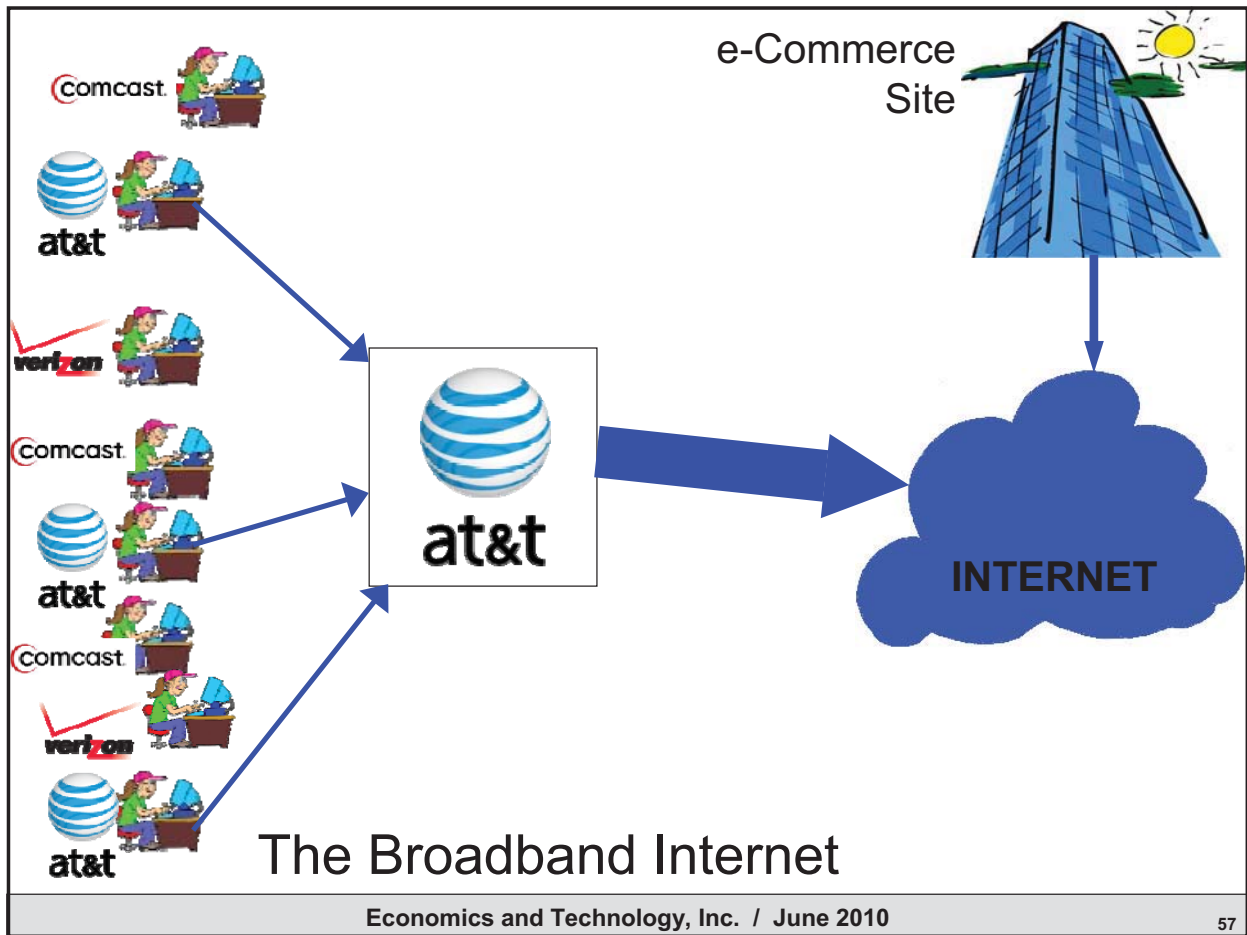 e-Commerce
Site
comcast.
at&t
verizon
comcast.
at&t
comcast.
verizon
at&t
at&t
INTERNET
The Broadband Internet
Economics and Technology, Inc. / June 2010
57